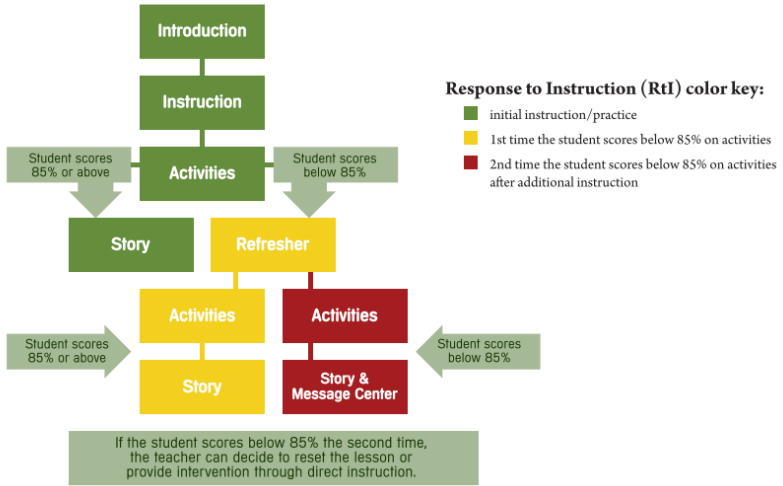 Introduction
Instruction
Activities
Student scores
85% or above
Student scores
below 85%
Story
Refresher
Activities
Activities
Student scores
85% or above
Student scores
below 85%
Story
Story &
Message Center
If the student scores below 85% the second time,
the teacher can decide to reset the lesson or
provide intervention through direct instruction.
Response to Instruction (RtI) color key:
initial instruction/practice
1st time the student scores below 85% on activities
2nd time the student scores below 85% on activities
after additional instruction